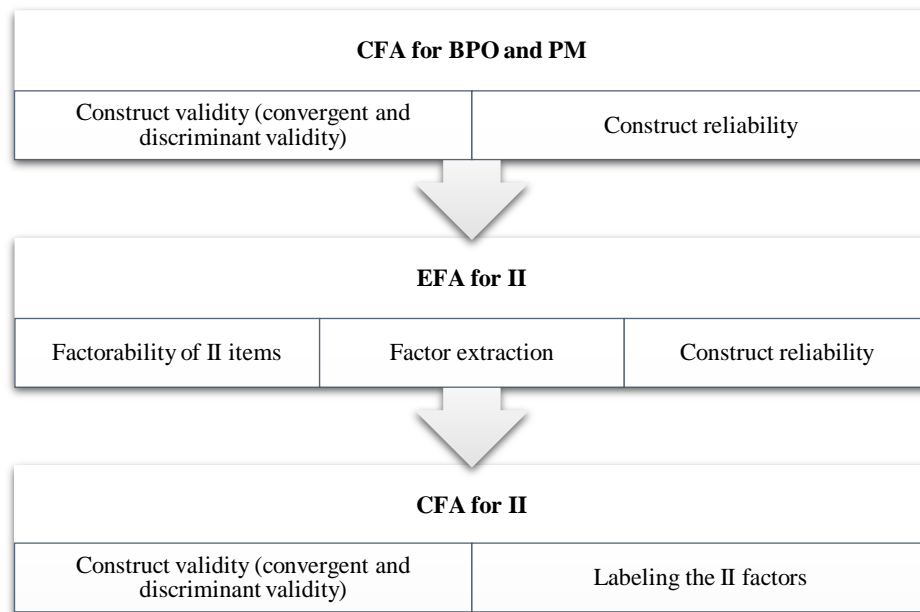 CFA for BPO and PM
Construct validity (convergent and
discriminant validity)
Construct reliability
EFA for II
Factorability of II items
Factor extraction
Construct reliability
CFA for II
Construct validity (convergent and
discriminant validity)
Labeling the II factors